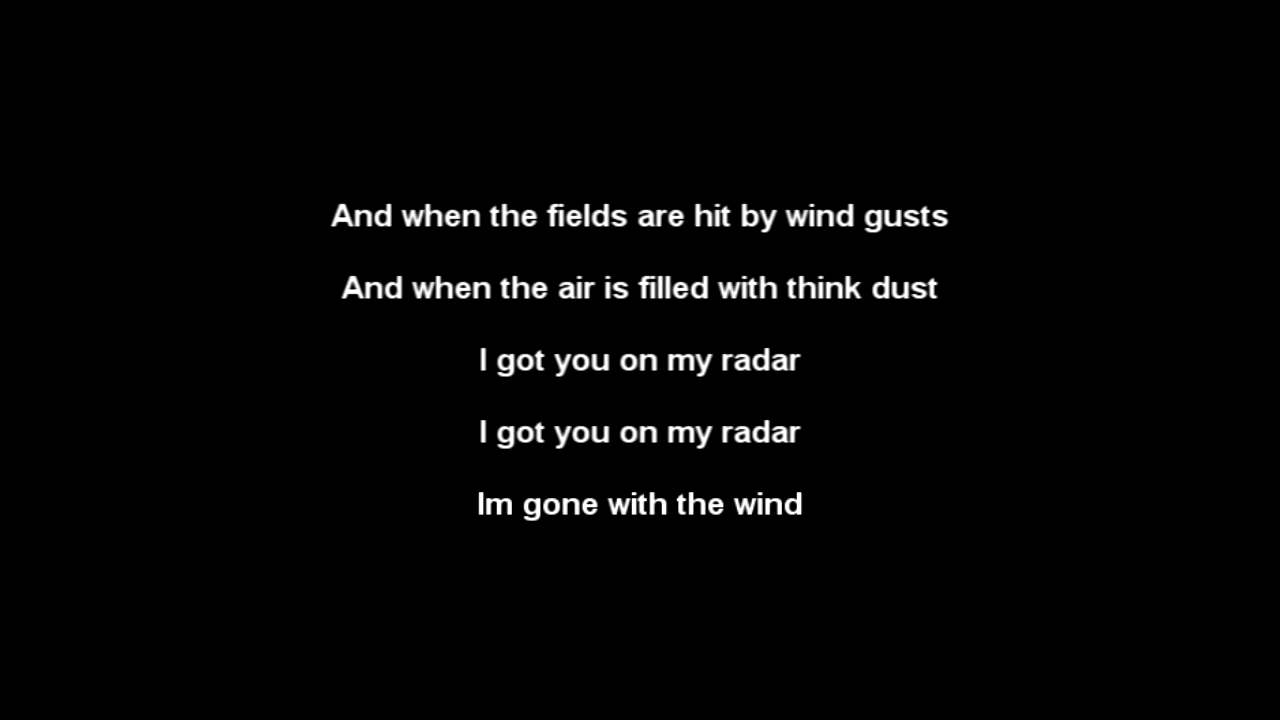 And when the fields are hit by wind gusts
And when the air is filled with think dust
I got you on my radar
I got you on my radar
Im gone with the wind